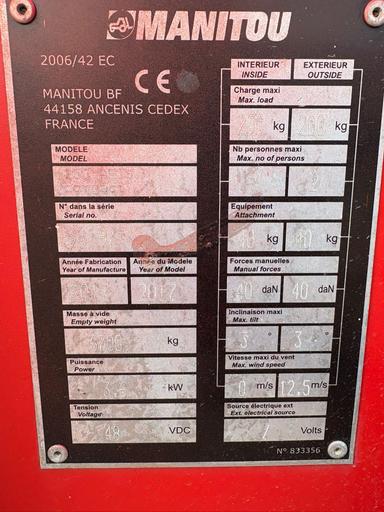 MANITOU
2006/42 EC
CE
MANITOU BF
44158 ANCENIS CEDEX
FRANCE
MODELE
MODEL
N° dans la série
Serial no.
Année Fabrication
Year of Manufacture
Année du Modele
Year of Model
Masse à vide
Empty weight
kg
Puissance
Power
kW
Tension
Voltage
48 VDC
INTERIEUR
INSIDE
EXTERIEUR
OUTSIDE
Charge maxi
Max. load
kg kg
Nb personnes maxi
Max. no of persons
Equipement
Attachment
kg kg
Forces manuelles
Manual forces
40 daN 40 daN
Inclinaison maxi
Max. tilt
3 ° 3 °
Vitesse maxi du vent
Max. wind speed
0 m/s 12,5 m/s
Source électrique ext
Ext. electrical source
/ Volts
N° 833356